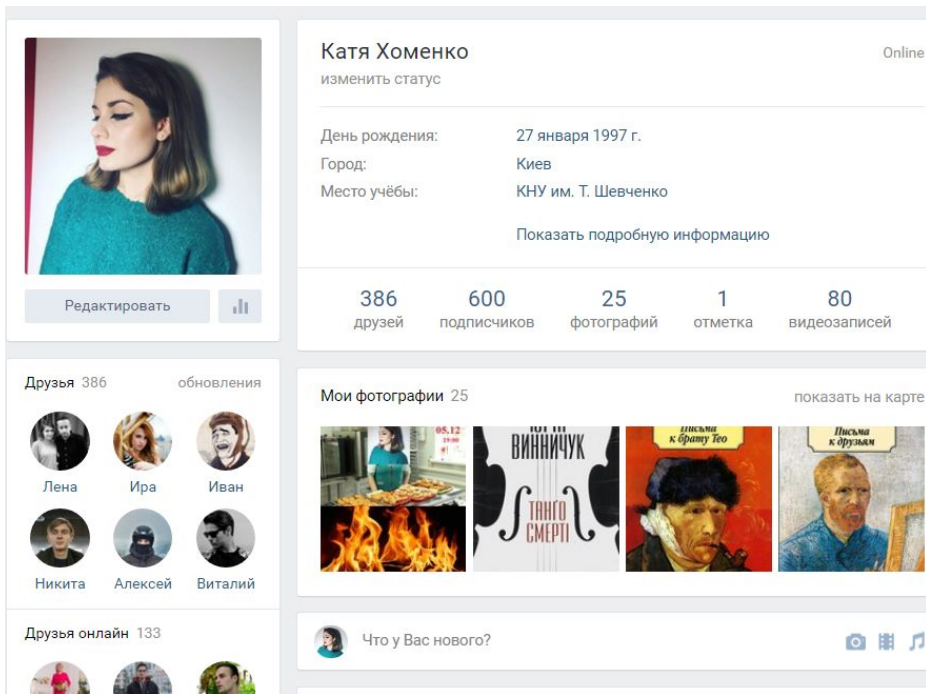 Катя Хоменко
Online
изменить статус
День рождения: 27 января 1997 г.
Город: Киев
Место учёбы: КНУ им. Т. Шевченко
Показать подробную информацию
386 600 25 1 80
друзей подписчиков фотографий отметка видеозаписей
Редактировать
Друзья 386 обновления
Лена Ира Иван
Никита Алексей Виталий
Друзья онлайн 133
Мои фотографии 25 показать на карте
05.12
19:00
ВИННИЧУК
ТАНҐО
СМЕРТІ
Письма
к брату Тео
Письма
к друзьям
Что у Вас нового?